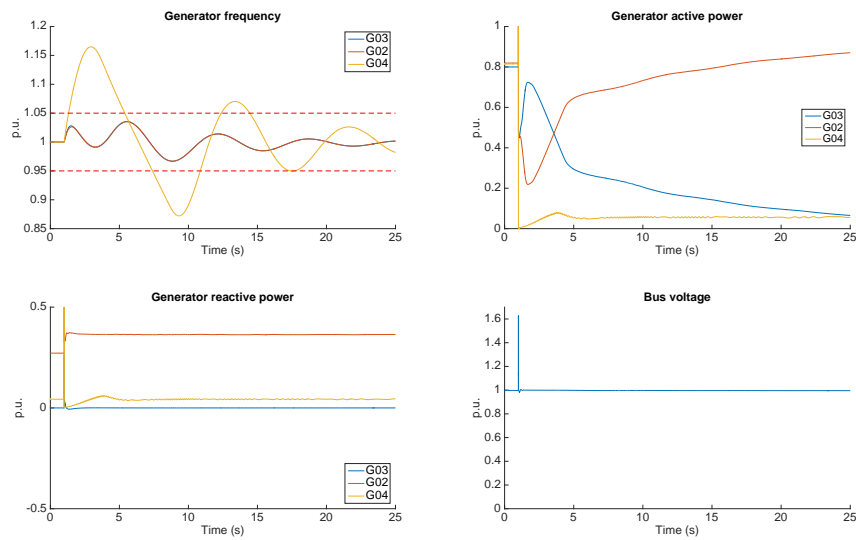 Generator frequency
1.2
1.15
1.1
1.05
1
0.95
0.9
0.85
p.u.
0 5 10 15 20 25
Time (s)
G03
G02
G04
Generator active power
1
0.8
0.6
0.4
0.2
0
p.u.
0 5 10 15 20 25
Time (s)
G03
G02
G04
Generator reactive power
0.5
0
-0.5
p.u.
0 5 10 15 20 25
Time (s)
G03
G02
G04
Bus voltage
1.6
1.4
1.2
1
0.8
0.6
0.4
0.2
0
p.u.
0 5 10 15 20 25
Time (s)